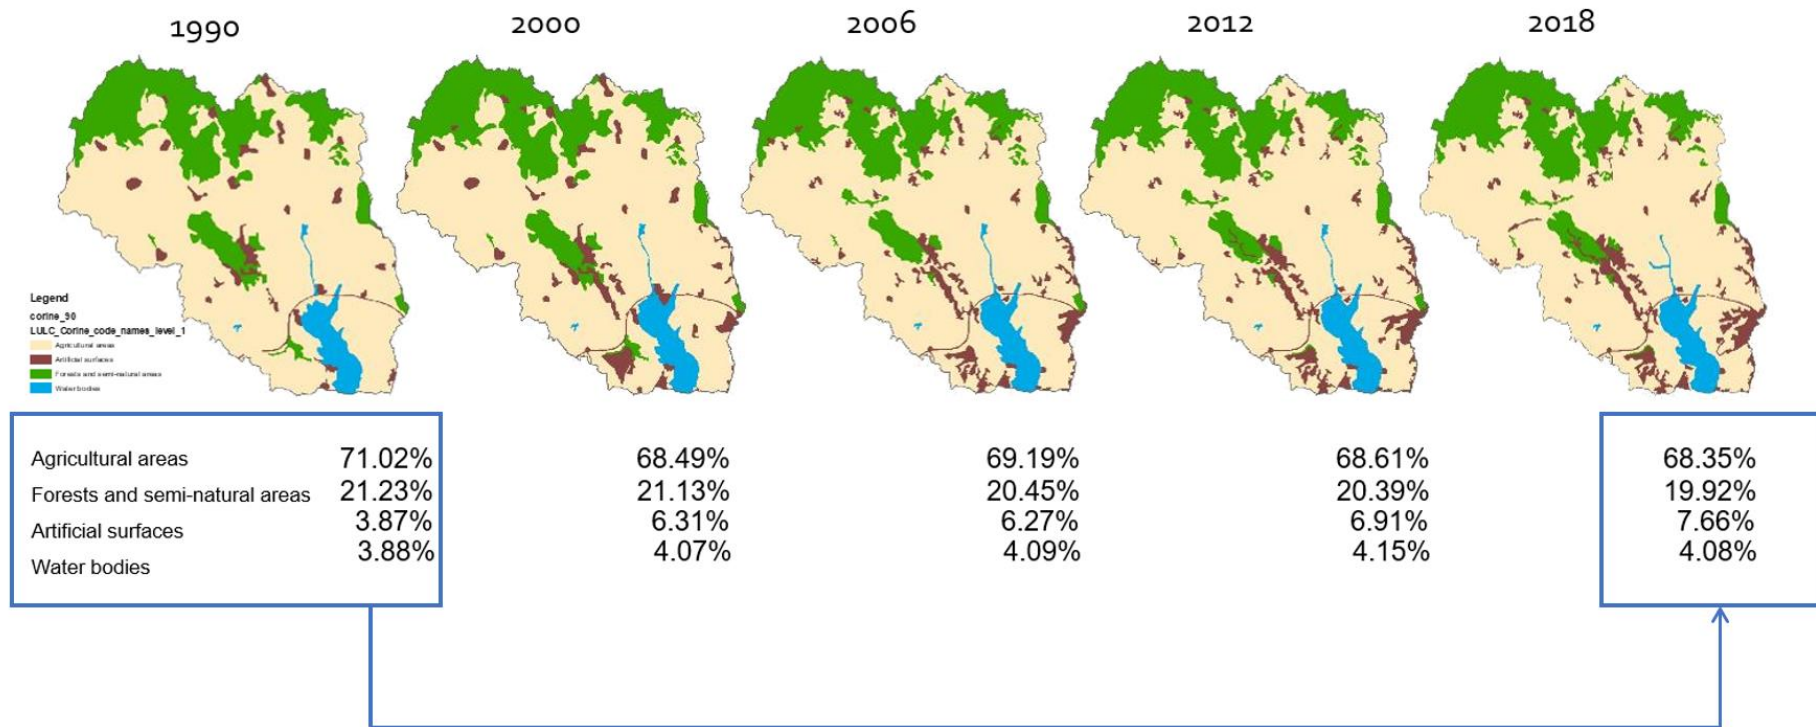 1990 2000 2006 2012 2018
Legend
corine_90
LULC_Corine_code_names_level_1
Agricultural areas
Artificial surfaces
Forests and semi-natural areas
Water bodies
Agricultural areas 71.02% 68.49% 69.19% 68.61% 68.35%
Forests and semi-natural areas 21.23% 21.13% 20.45% 20.39% 19.92%
Artificial surfaces 3.87% 6.31% 6.27% 6.91% 7.66%
Water bodies 3.88% 4.07% 4.09% 4.15% 4.08%